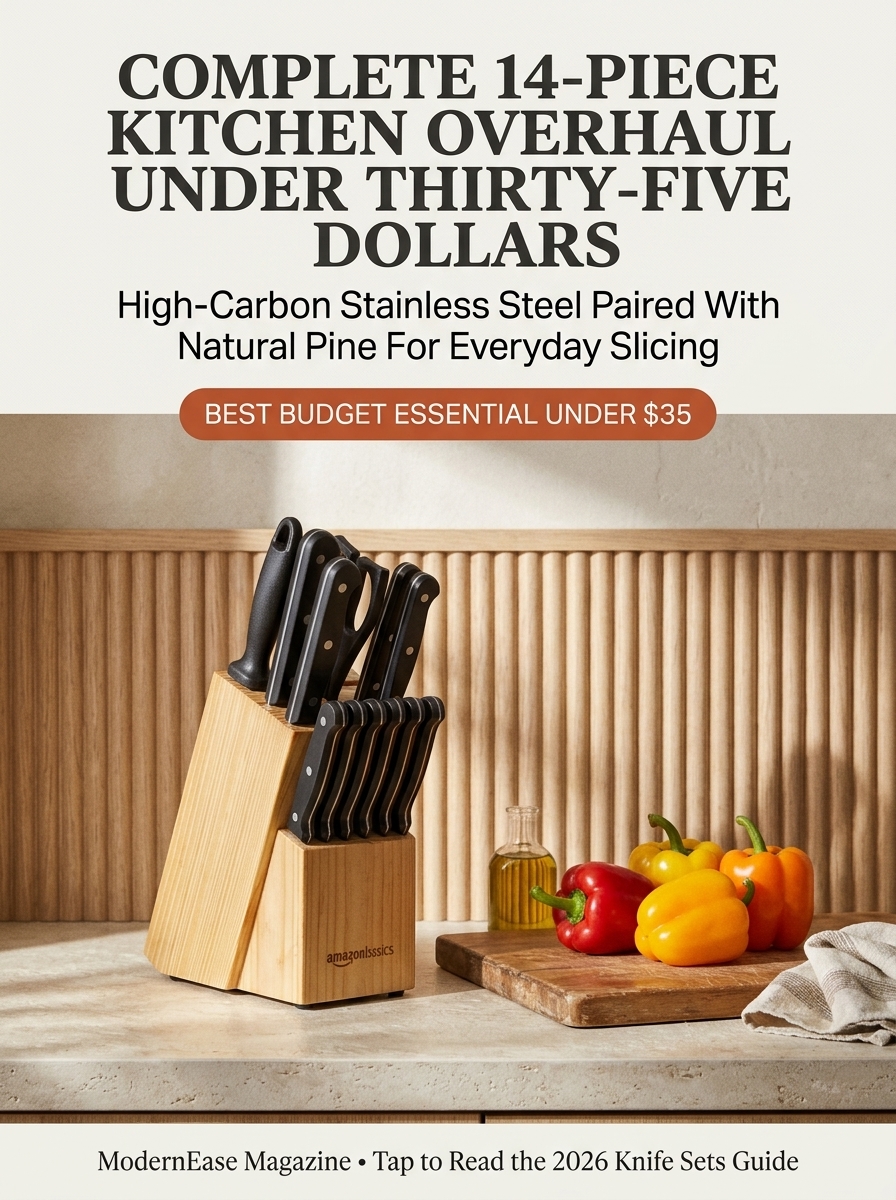 COMPLETE 14-PIECE
KITCHEN OVERHAUL
UNDER THIRTY-FIVE
DOLLARS
High-Carbon Stainless Steel Paired With
Natural Pine For Everyday Slicing
BEST BUDGET ESSENTIAL UNDER $35
ModernEase Magazine • Tap to Read the 2026 Knife Sets Guide